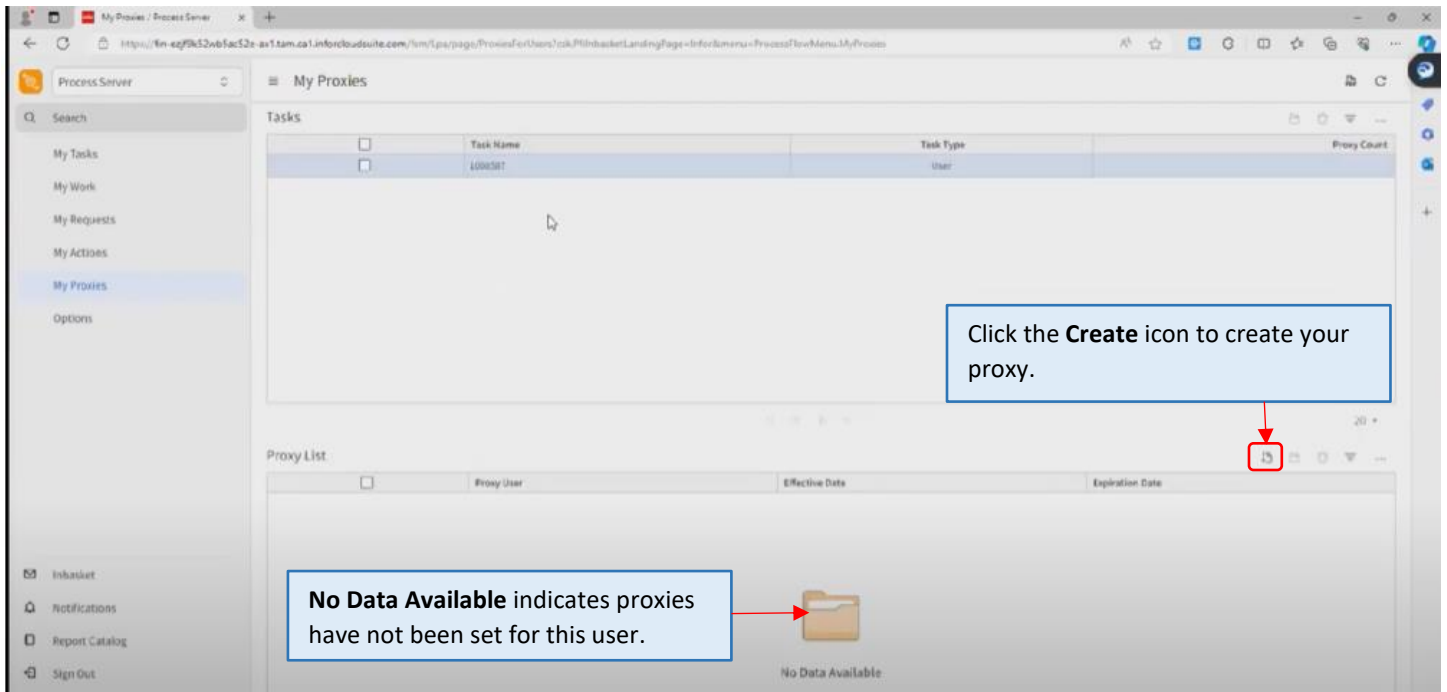 My Proxies / Process Server
Process Server
My Proxies
Search
Tasks
Task Name
Task Type
Proxy Count
User
My Tasks
My Work
My Requests
My Actions
My Proxies
Options
Click the Create icon to create your
proxy.
20
Proxy List
Proxy User
Effective Date
Expiration Date
Inbasket
Notifications
Report Catalog
Sign Out
No Data Available indicates proxies
have not been set for this user.
No Data Available